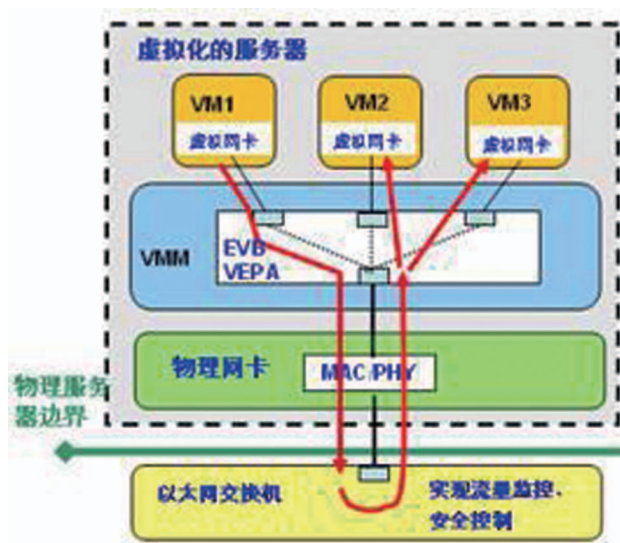 虚拟化的服务器
VM1
虚拟网卡
VM2
虚拟网卡
VM3
虚拟网卡
VMM
EVB
VEPA
物理网卡
MAC/PHY
物理服务
器边界
以太网交换机
实现流量监控、
安全控制